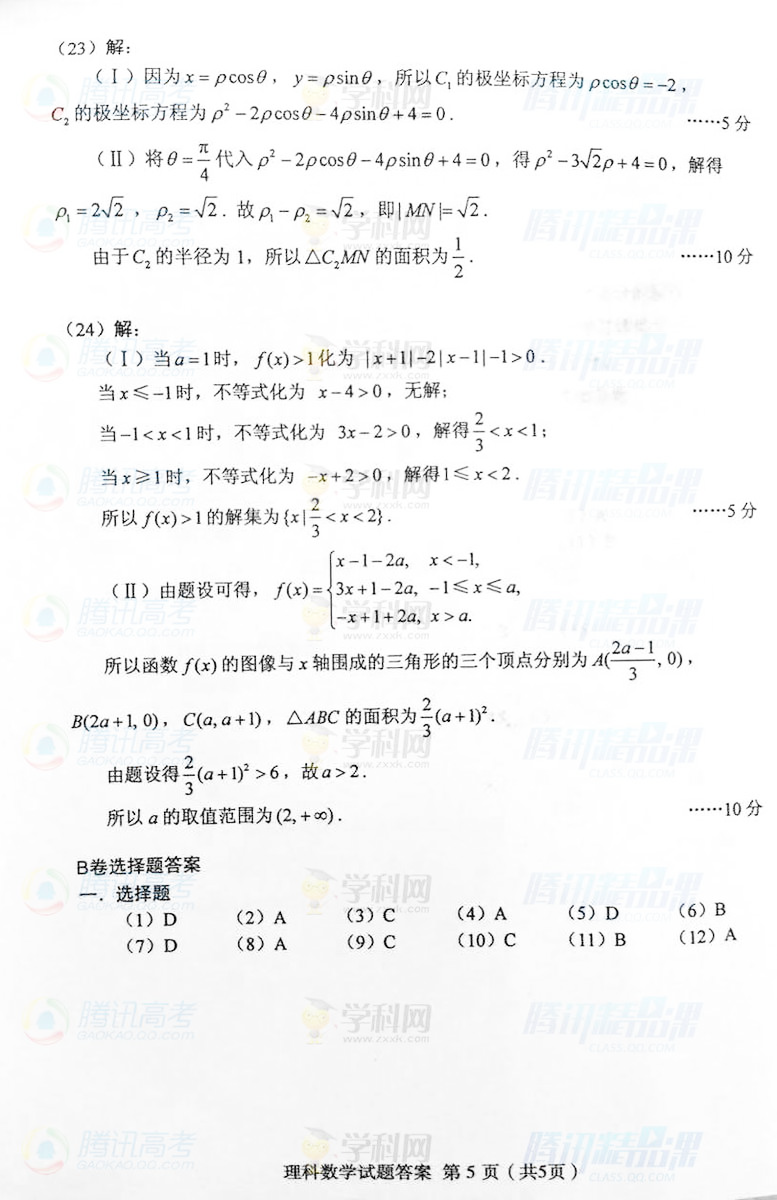 （23）解：
（Ⅰ）因为 x = ρcosθ， y = ρsinθ，所以 C₁ 的极坐标方程为 ρcosθ = −2，
C₂ 的极坐标方程为 ρ² − 2ρcosθ − 4ρsinθ + 4 = 0． ……5 分
（Ⅱ）将 θ = π/4 代入 ρ² − 2ρcosθ − 4ρsinθ + 4 = 0，得 ρ² − 3√2ρ + 4 = 0，解得
ρ₁ = 2√2 ， ρ₂ = √2．故 ρ₁ − ρ₂ = √2，即 |MN| = √2．
由于 C₂ 的半径为 1，所以 △C₂MN 的面积为 1/2． ……10 分
（24）解：
（Ⅰ）当 a = 1 时， f(x) > 1 化为 |x+1| −2|x−1| −1 > 0．
当 x ≤ −1 时，不等式化为 x − 4 > 0，无解；
当 −1 < x < 1 时，不等式化为 3x − 2 > 0，解得 2/3 < x < 1；
当 x ≥ 1 时，不等式化为 −x + 2 > 0，解得 1 ≤ x < 2．
所以 f(x) > 1 的解集为 {x | 2/3 < x < 2}． ……5 分
x − 1 − 2a, x < −1,
（Ⅱ）由题设可得， f(x) = { 3x + 1 − 2a, −1 ≤ x ≤ a,
−x + 1 + 2a, x > a.
所以函数 f(x) 的图像与 x 轴围成的三角形的三个顶点分别为 A((2a−1)/3, 0)，
B(2a+1, 0)， C(a, a+1)， △ABC 的面积为 2/3(a+1)²．
由题设得 2/3(a+1)² > 6，故 a > 2．
所以 a 的取值范围为 (2, +∞)． ……10 分
B卷选择题答案
一．选择题
（1）D （2）A （3）C （4）A （5）D （6）B
（7）D （8）A （9）C （10）C （11）B （12）A
理科数学试题答案 第 5 页（共5页）